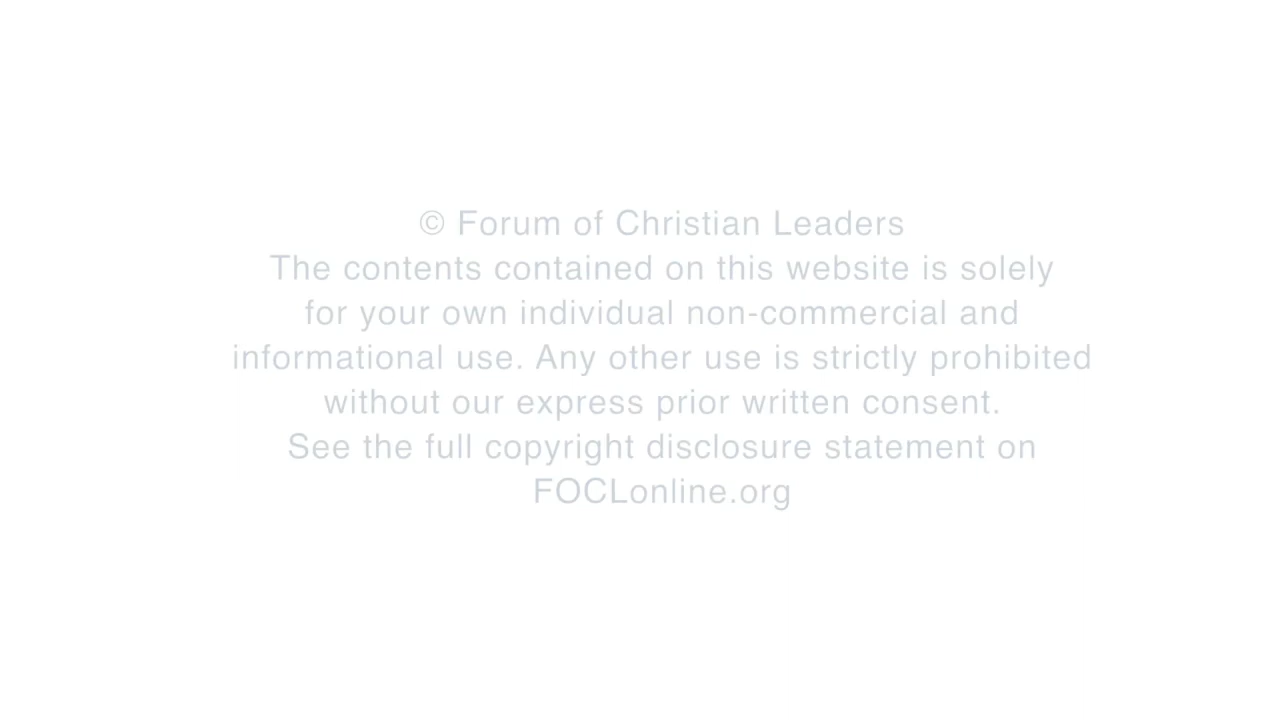 © Forum of Christian Leaders
The contents contained on this website is solely
for your own individual non-commercial and
informational use. Any other use is strictly prohibited
without our express prior written consent.
See the full copyright disclosure statement on
FOCLonline.org